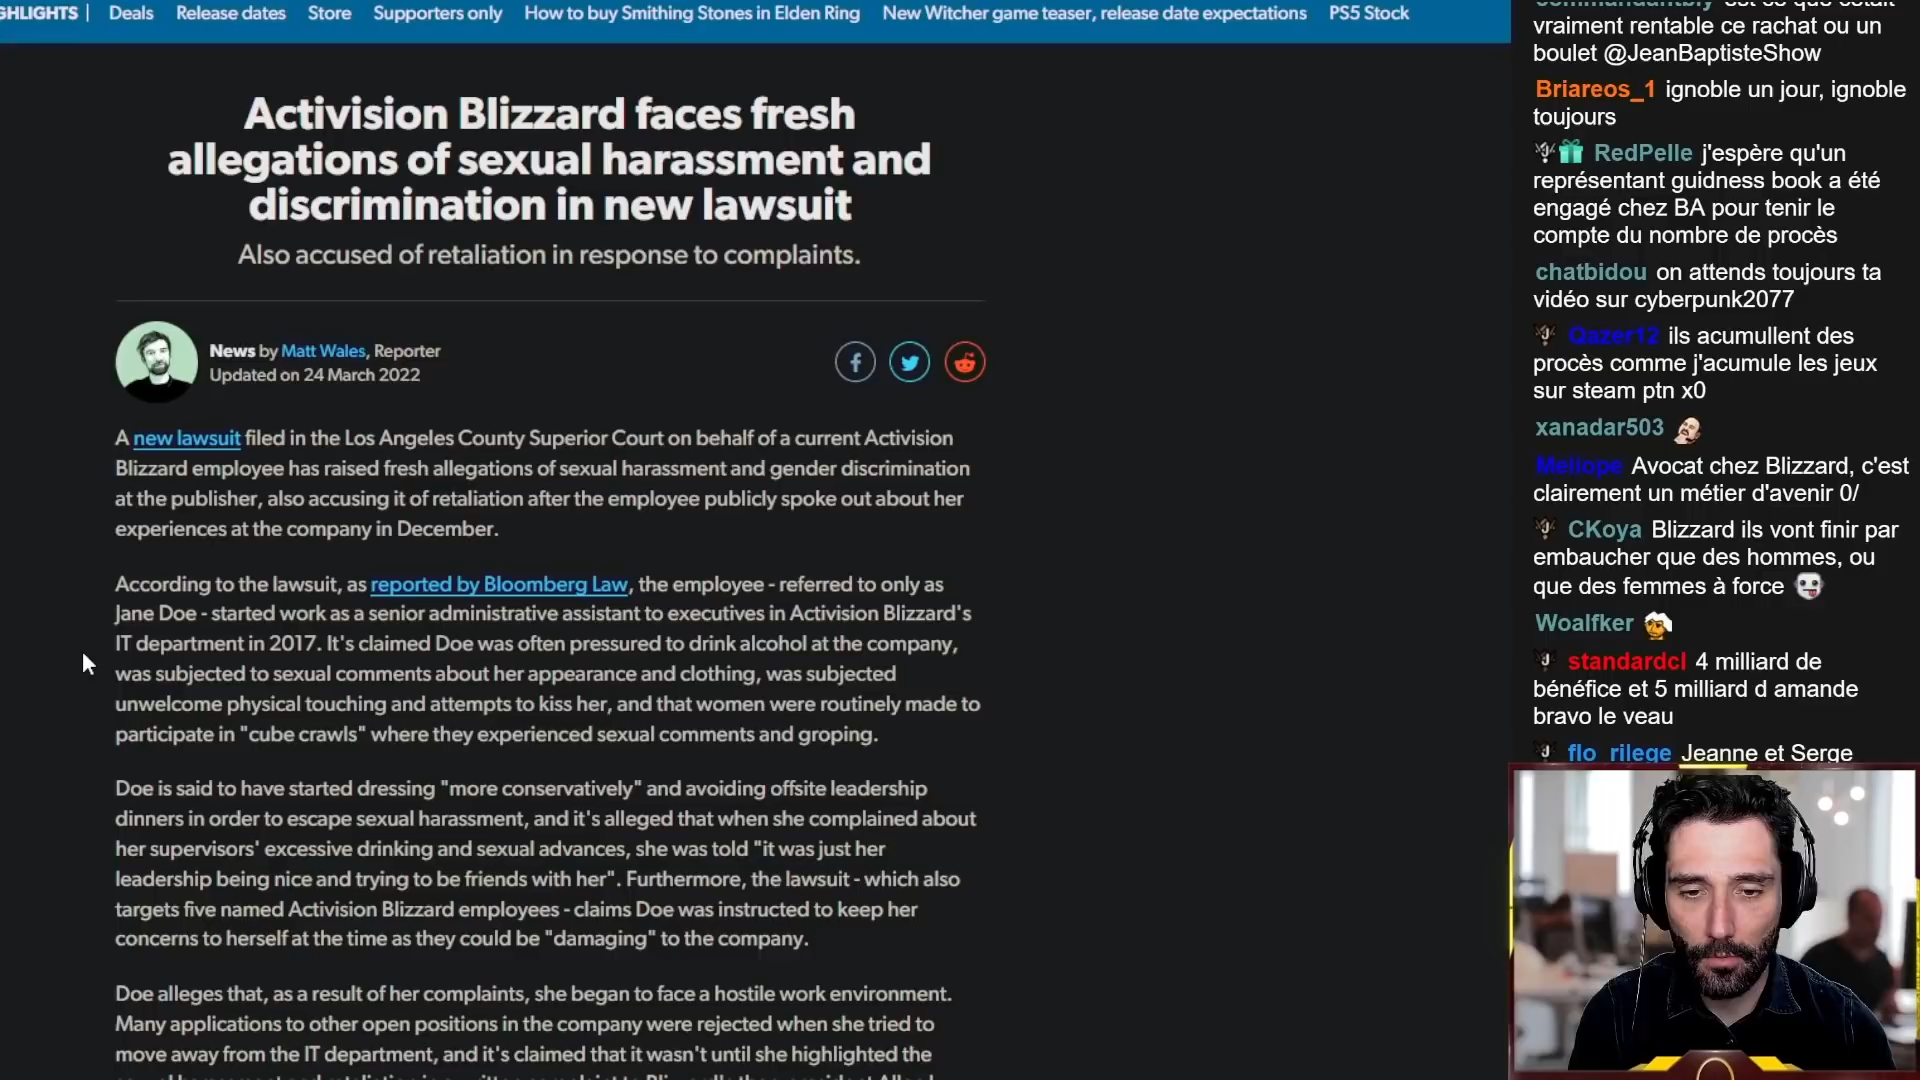 GHLIGHTS | Deals Release dates Store Supporters only How to buy Smithing Stones in Elden Ring New Witcher game teaser, release date expectations PS5 Stock
Activision Blizzard faces fresh
allegations of sexual harassment and
discrimination in new lawsuit
Also accused of retaliation in response to complaints.
News by Matt Wales, Reporter
Updated on 24 March 2022
A new lawsuit filed in the Los Angeles County Superior Court on behalf of a current Activision
Blizzard employee has raised fresh allegations of sexual harassment and gender discrimination
at the publisher, also accusing it of retaliation after the employee publicly spoke out about her
experiences at the company in December.
According to the lawsuit, as reported by Bloomberg Law, the employee - referred to only as
Jane Doe - started work as a senior administrative assistant to executives in Activision Blizzard's
IT department in 2017. It's claimed Doe was often pressured to drink alcohol at the company,
was subjected to sexual comments about her appearance and clothing, was subjected
unwelcome physical touching and attempts to kiss her, and that women were routinely made to
participate in "cube crawls" where they experienced sexual comments and groping.
Doe is said to have started dressing "more conservatively" and avoiding offsite leadership
dinners in order to escape sexual harassment, and it's alleged that when she complained about
her supervisors' excessive drinking and sexual advances, she was told "it was just her
leadership being nice and trying to be friends with her". Furthermore, the lawsuit - which also
targets five named Activision Blizzard employees - claims Doe was instructed to keep her
concerns to herself at the time as they could be "damaging" to the company.
Doe alleges that, as a result of her complaints, she began to face a hostile work environment.
Many applications to other open positions in the company were rejected when she tried to
move away from the IT department, and it's claimed that it wasn't until she highlighted the
vraiment rentable ce rachat ou un
boulet @JeanBaptisteShow
Briareos_1 ignoble un jour, ignoble
toujours
RedPelle j'espère qu'un
représentant guidness book a été
engagé chez BA pour tenir le
compte du nombre de procès
chatbidou on attends toujours ta
vidéo sur cyberpunk2077
Qazer12 ils acumullent des
procès comme j'acumule les jeux
sur steam ptn x0
xanadar503
Meliope Avocat chez Blizzard, c'est
clairement un métier d'avenir 0/
CKoya Blizzard ils vont finir par
embaucher que des hommes, ou
que des femmes à force
Woalfker
standardcl 4 milliard de
bénéfice et 5 milliard d amande
bravo le veau
flo_rilege Jeanne et Serge